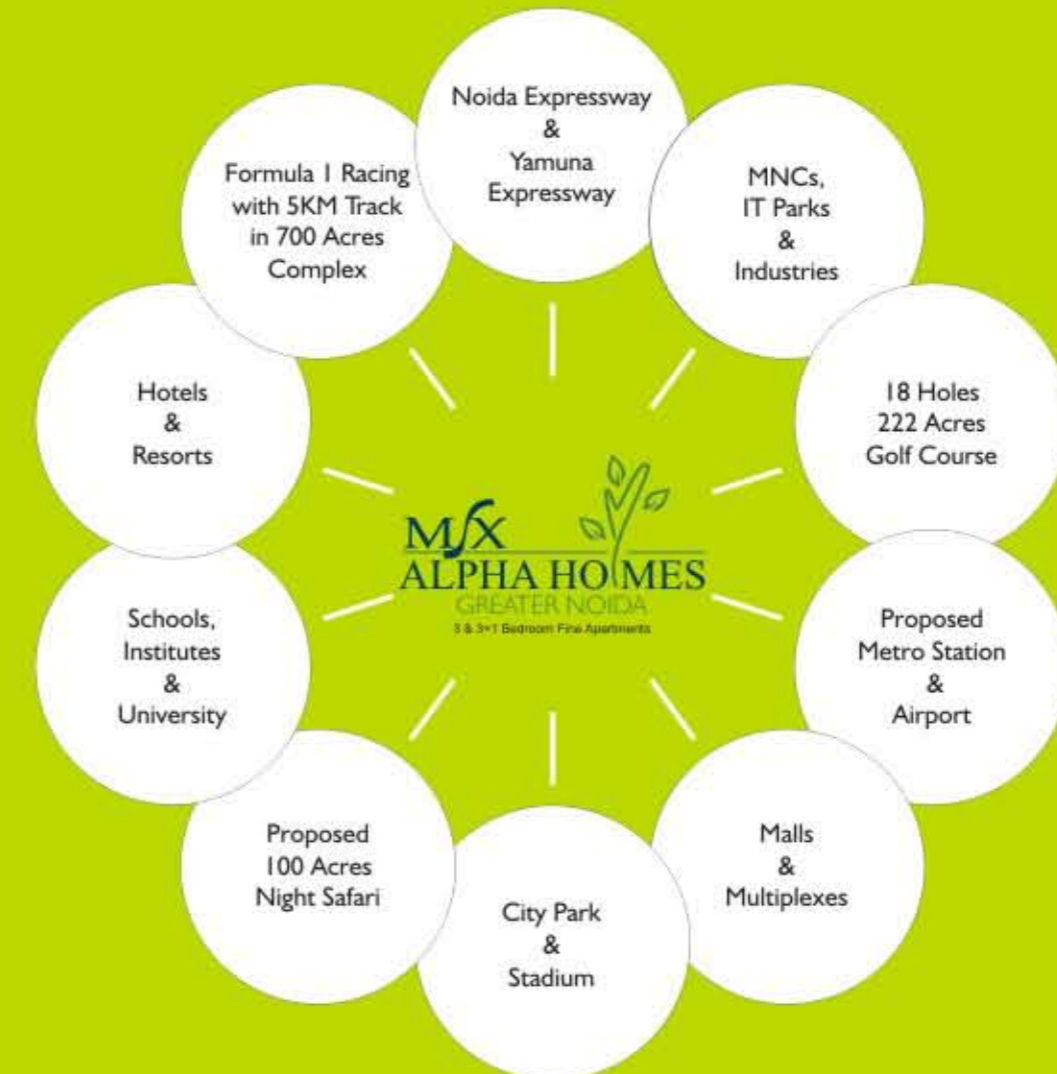 Noida Expressway
&
Yamuna
Expressway
MNCs,
IT Parks
&
Industries
18 Holes
222 Acres
Golf Course
Proposed
Metro Station
&
Airport
Malls
&
Multiplexes
City Park
&
Stadium
Proposed
100 Acres
Night Safari
Schools,
Institutes
&
University
Hotels
&
Resorts
Formula 1 Racing
with 5KM Track
in 700 Acres
Complex
MSX
ALPHA HOMES
GREATER NOIDA
3 & 3+1 Bedroom Fine Apartments